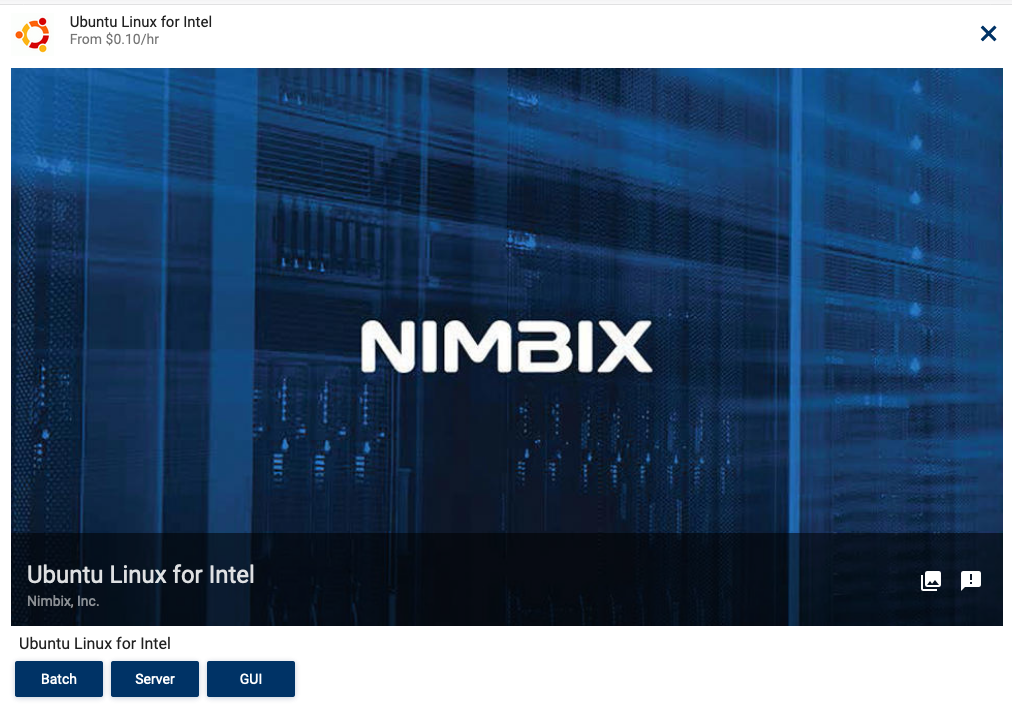 Ubuntu Linux for Intel
From $0.10/hr
NIMBIX
Ubuntu Linux for Intel
Nimbix, Inc.
Ubuntu Linux for Intel
Batch Server GUI